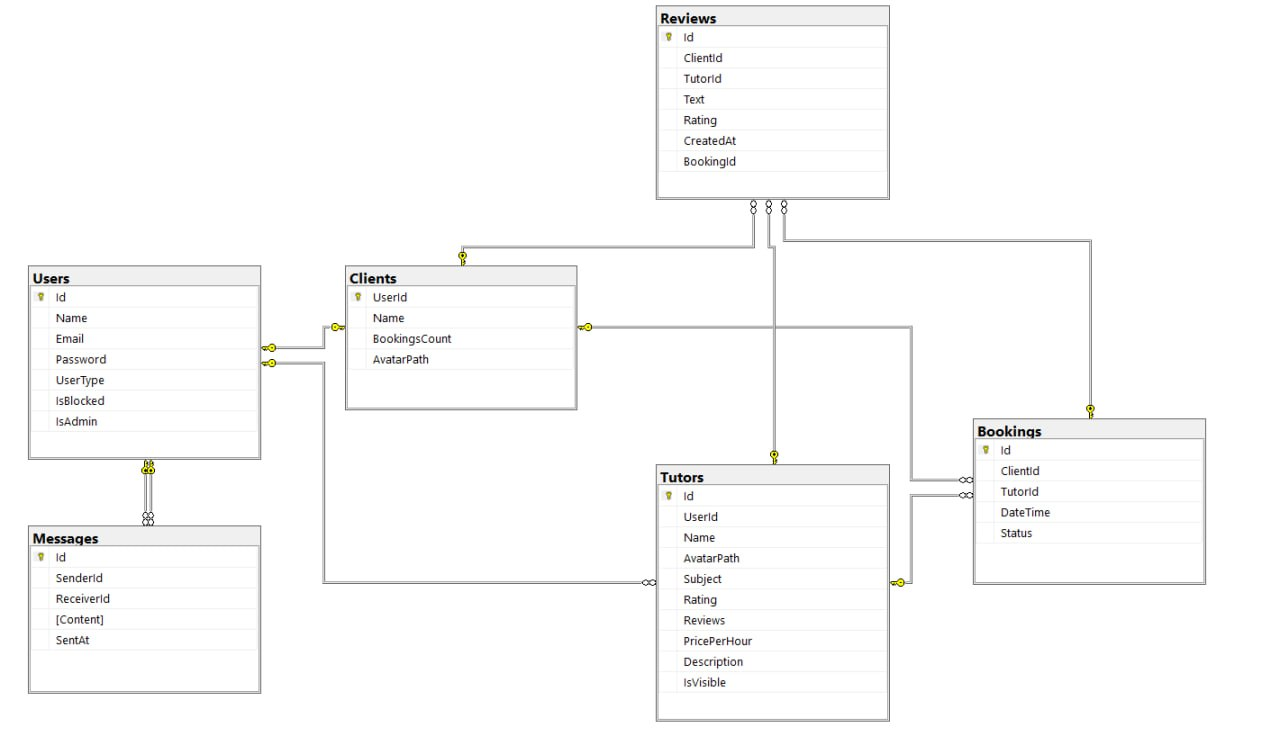 Reviews
Id
ClientId
TutorId
Text
Rating
CreatedAt
BookingId
Users
Id
Name
Email
Password
UserType
IsBlocked
IsAdmin
Clients
UserId
Name
BookingsCount
AvatarPath
Bookings
Id
ClientId
TutorId
DateTime
Status
Tutors
Id
UserId
Name
AvatarPath
Subject
Rating
Reviews
PricePerHour
Description
IsVisible
Messages
Id
SenderId
ReceiverId
[Content]
SentAt